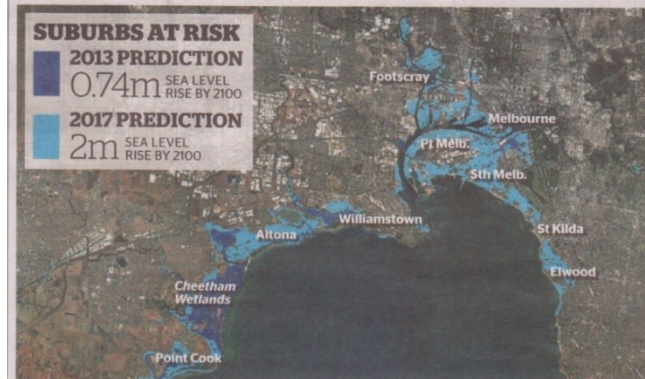 SUBURBS AT RISK
2013 PREDICTION
0.74m SEA LEVEL
RISE BY 2100
2017 PREDICTION
2m SEA LEVEL
RISE BY 2100
Footscray
Melbourne
Pt Melb.
Sth Melb.
Williamstown
St Kilda
Altona
Elwood
Cheetham
Wetlands
Point Cook